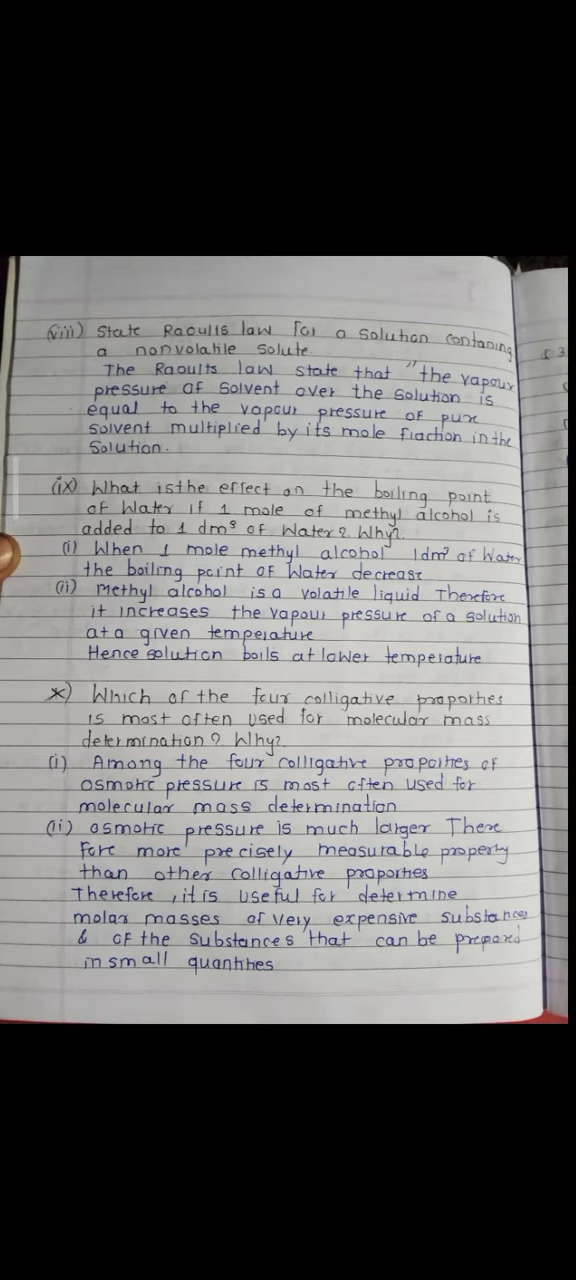 (viii) State Raoults law for a solution containing
a nonvolatile solute.
The Raoults law state that "the vapour
pressure of solvent over the solution is
equal to the vapour pressure of pure
solvent multiplied by its mole fraction in the
Solution.
(ix) What is the effect on the boiling point
of Water if 1 mole of methyl alcohol is
added to 1 dm³ of Water? Why?
(i) When 1 mole methyl alcohol 1dm³ of Water
the boiling point of Water decrease
(ii) Methyl alcohol is a volatile liquid Therefore
it increases the vapour pressure of a solution
at a given temperature
Hence solution boils at lower temperature
x) Which of the four colligative proporties
is most often used for molecular mass
determination? Why?
(i) Among the four colligative proporties of
osmotic pressure is most often used for
molecular mass determination
(ii) osmotic pressure is much larger There
fore more precisely measurable property
than other colligative proporties
Therefore, it is useful for determine
molar masses of very expensive substances
& of the substances that can be prepared
in small quantities